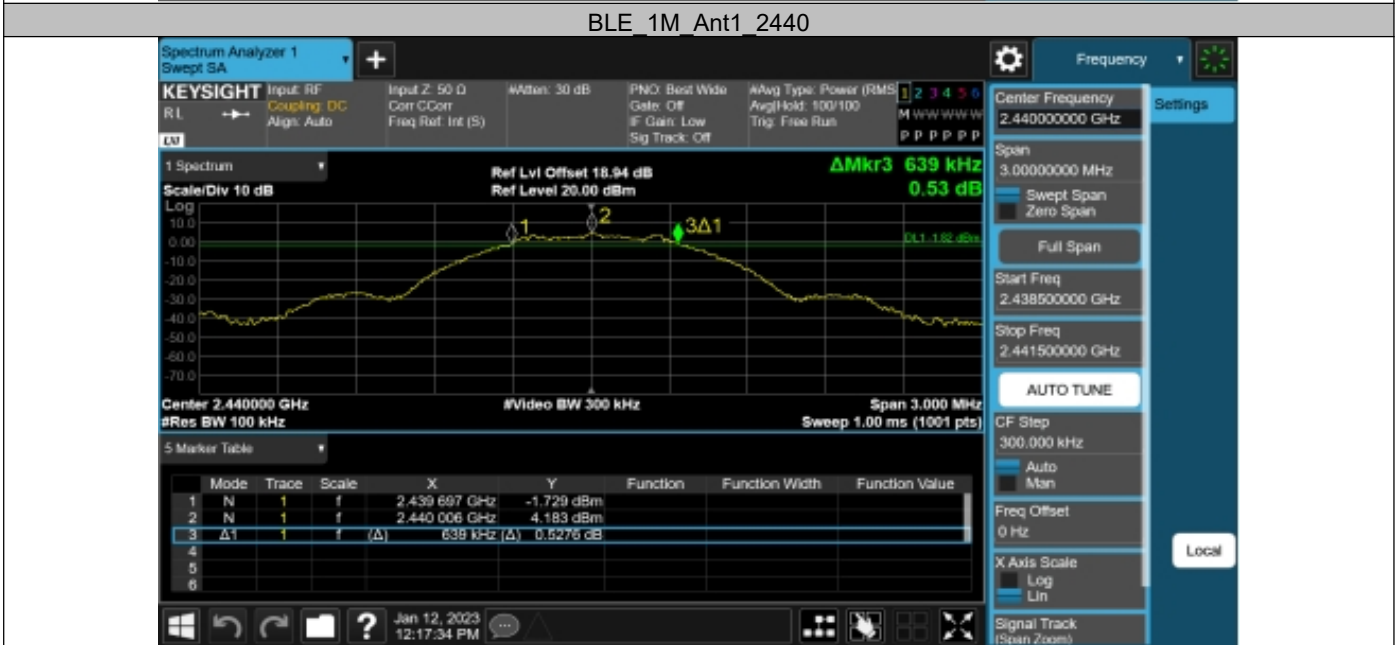 BLE_1M_Ant1_2440
Spectrum Analyzer 1
Swept SA
+
Frequency
KEYSIGHT
RL
LXI
Input: RF
Coupling: DC
Align: Auto
Input Z: 50 Ω
Corr CCorr
Freq Ref: Int (S)
#Atten: 30 dB
PNO: Best Wide
Gate: Off
IF Gain: Low
Sig Track: Off
#Avg Type: Power (RMS
Avg|Hold: 100/100
Trig: Free Run
1 2 3 4 5 6
M W W W W W
P P P P P P
1 Spectrum
Scale/Div 10 dB
Log
Ref Lvl Offset 18.94 dB
Ref Level 20.00 dBm
ΔMkr3 639 kHz
0.53 dB
10.0
0.00
-10.0
-20.0
-30.0
-40.0
-50.0
-60.0
-70.0
1
2
3Δ1
DL1 -1.82 dBm
Center 2.440000 GHz
#Video BW 300 kHz
Span 3.000 MHz
#Res BW 100 kHz
Sweep 1.00 ms (1001 pts)
5 Marker Table
Mode Trace Scale X Y Function Function Width Function Value
1 N 1 f 2.439 697 GHz -1.729 dBm
2 N 1 f 2.440 006 GHz 4.183 dBm
3 Δ1 1 f (Δ) 639 kHz (Δ) 0.5276 dB
4
5
6
Center Frequency
2.440000000 GHz
Settings
Span
3.00000000 MHz
Swept Span
Zero Span
Full Span
Start Freq
2.438500000 GHz
Stop Freq
2.441500000 GHz
AUTO TUNE
CF Step
300.000 kHz
Auto
Man
Freq Offset
0 Hz
X Axis Scale
Log
Lin
Local
Signal Track
(Span Zoom)
?
Jan 12, 2023
12:17:34 PM